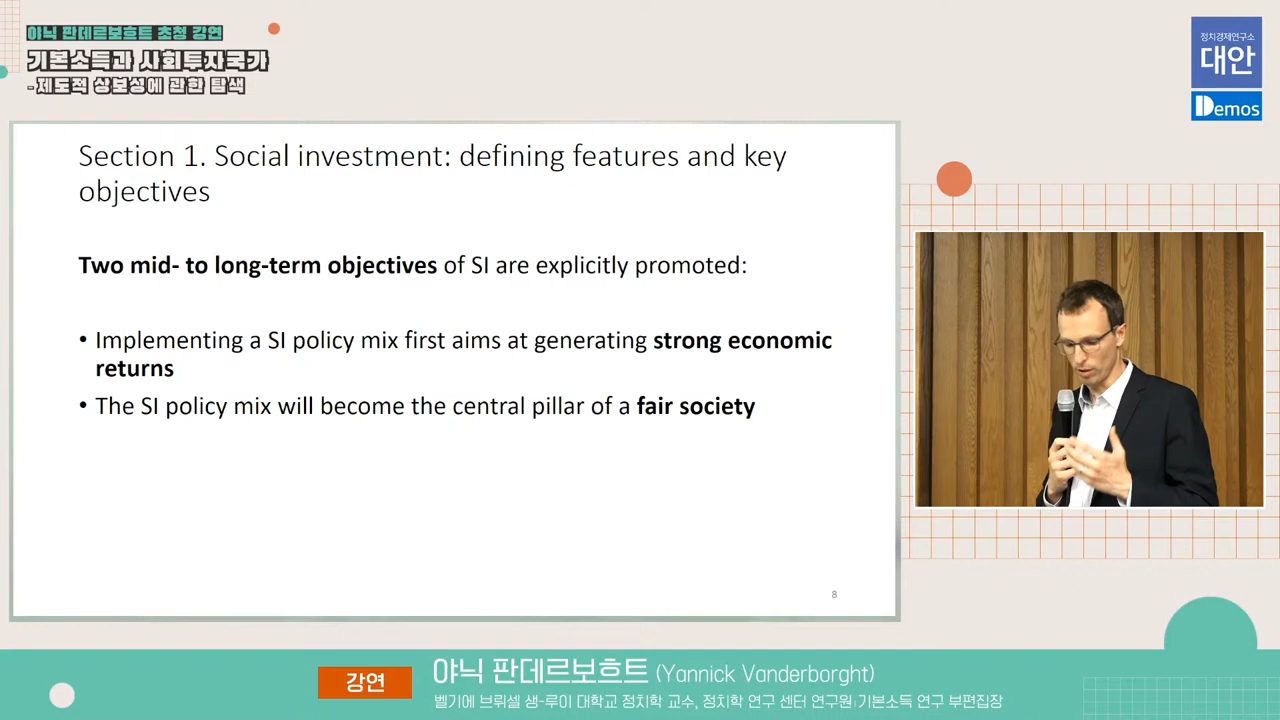 야닉 판데르보흐트 초청 강연
기본소득과 사회투자국가
-제도적 상보성에 관한 탐색
정치경제연구소
대안
Demos
Section 1. Social investment: defining features and key
objectives
Two mid- to long-term objectives of SI are explicitly promoted:
• Implementing a SI policy mix first aims at generating strong economic
returns
• The SI policy mix will become the central pillar of a fair society
8
강연
야닉 판데르보흐트 (Yannick Vanderborght)
벨기에 브뤼셀 생-루이 대학교 정치학 교수, 정치학 연구 센터 연구원, 기본소득 연구 부편집장